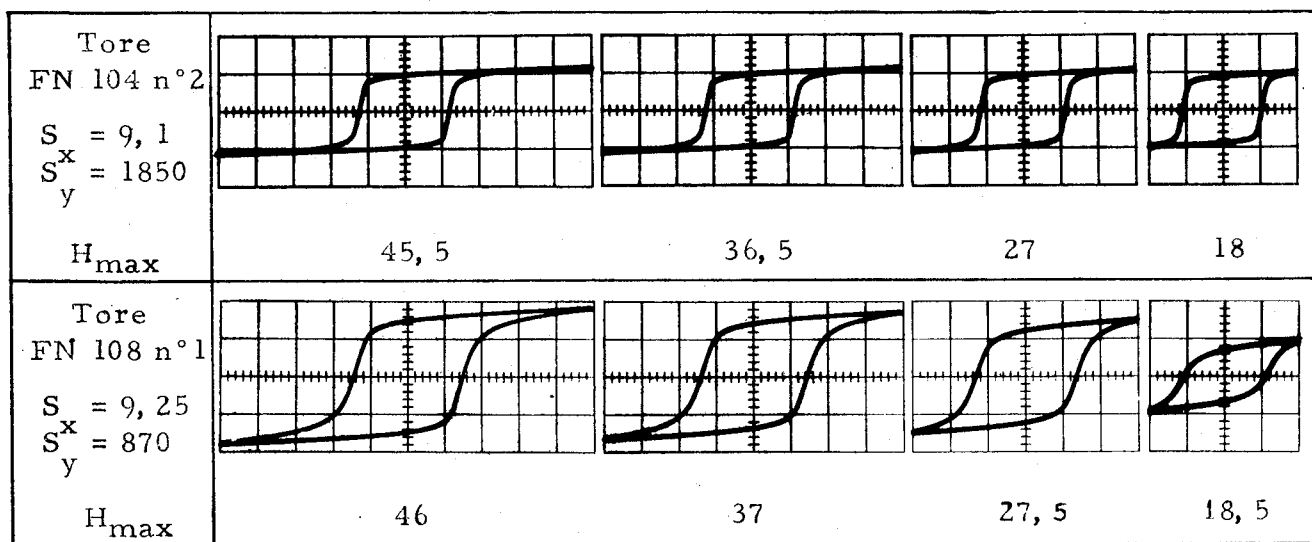 Tore
FN 104 n°2
S_x = 9, 1
S_y = 1850
H_max 45, 5 36, 5 27 18
Tore
FN 108 n°1
S_x = 9, 25
S_y = 870
H_max 46 37 27, 5 18, 5